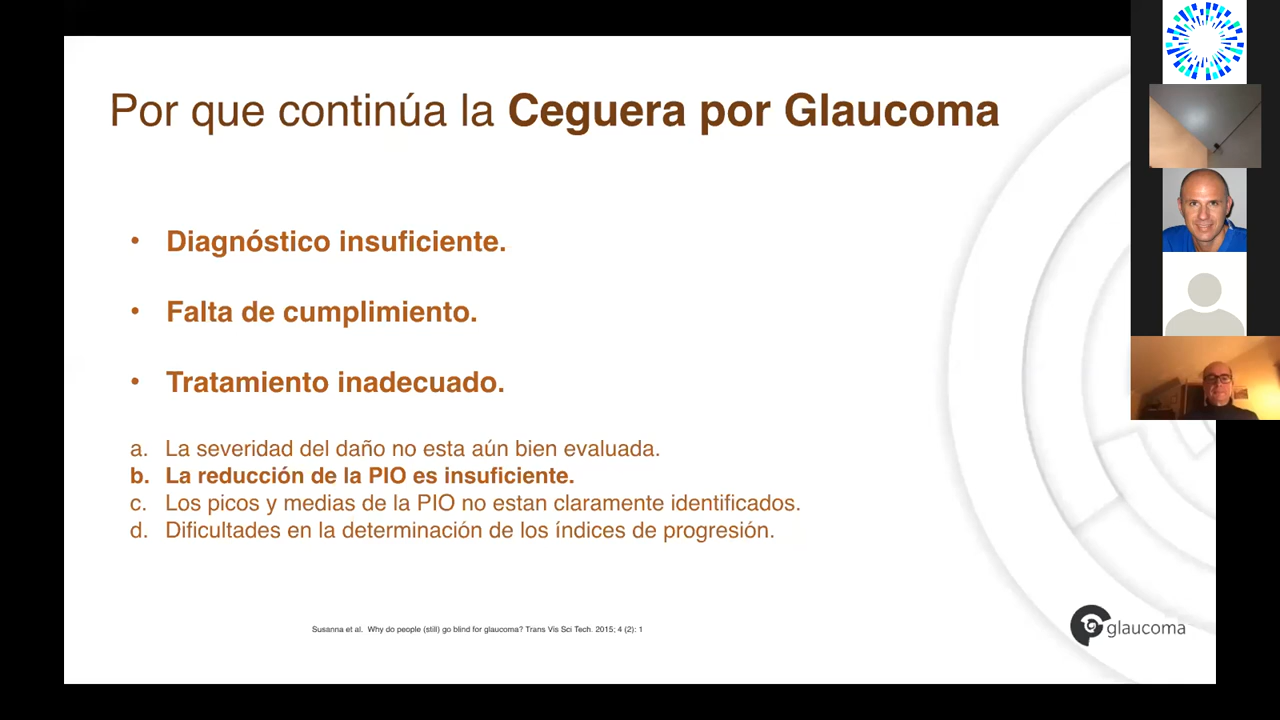 Por que continúa la Ceguera por Glaucoma
• Diagnóstico insuficiente.
• Falta de cumplimiento.
• Tratamiento inadecuado.
a. La severidad del daño no esta aún bien evaluada.
b. La reducción de la PIO es insuficiente.
c. Los picos y medias de la PIO no estan claramente identificados.
d. Dificultades en la determinación de los índices de progresión.
Susanna et al. Why do people (still) go blind for glaucoma? Trans Vis Sci Tech. 2015; 4 (2): 1
glaucoma